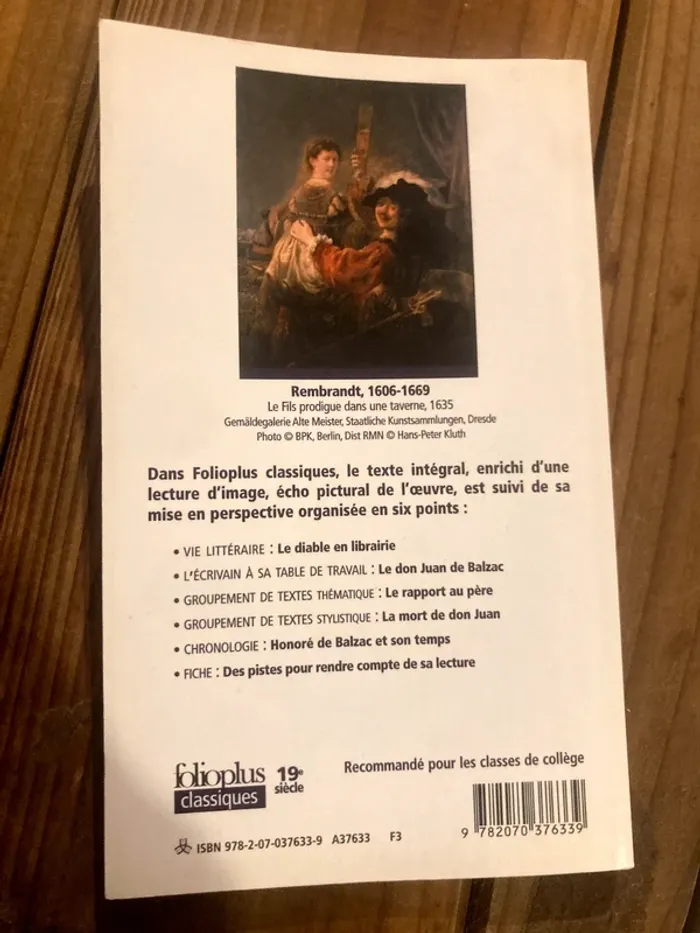 Rembrandt, 1606-1669
Le Fils prodigue dans une taverne, 1635
Gemäldegalerie Alte Meister, Staatliche Kunstsammlungen, Dresde
Photo © BPK, Berlin, Dist RMN © Hans-Peter Kluth
Dans Folioplus classiques, le texte intégral, enrichi d'une
lecture d'image, écho pictural de l'œuvre, est suivi de sa
mise en perspective organisée en six points :
• VIE LITTÉRAIRE : Le diable en librairie
• L'ÉCRIVAIN À SA TABLE DE TRAVAIL : Le don Juan de Balzac
• GROUPEMENT DE TEXTES THÉMATIQUE : Le rapport au père
• GROUPEMENT DE TEXTES STYLISTIQUE : La mort de don Juan
• CHRONOLOGIE : Honoré de Balzac et son temps
• FICHE : Des pistes pour rendre compte de sa lecture
folioplus
classiques
19e
siècle
Recommandé pour les classes de collège
ISBN 978-2-07-037633-9 A37633 F3
9 782070 376339